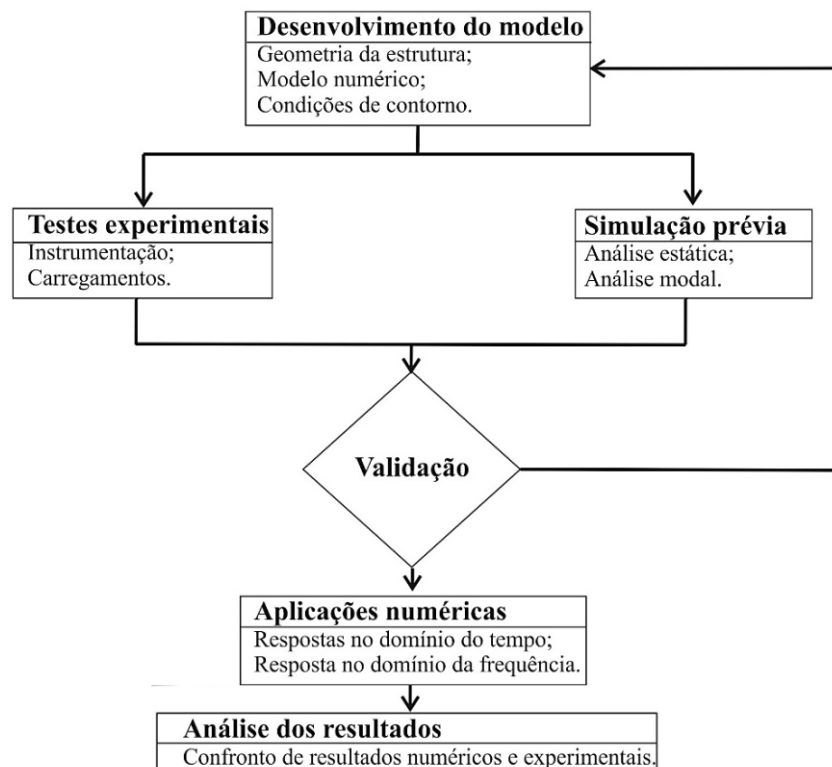 Desenvolvimento do modelo
Geometria da estrutura;
Modelo numérico;
Condições de contorno.
Testes experimentais
Instrumentação;
Carregamentos.
Simulação prévia
Análise estática;
Análise modal.
Validação
Aplicações numéricas
Respostas no domínio do tempo;
Resposta no domínio da frequência.
Análise dos resultados
Confronto de resultados numéricos e experimentais.